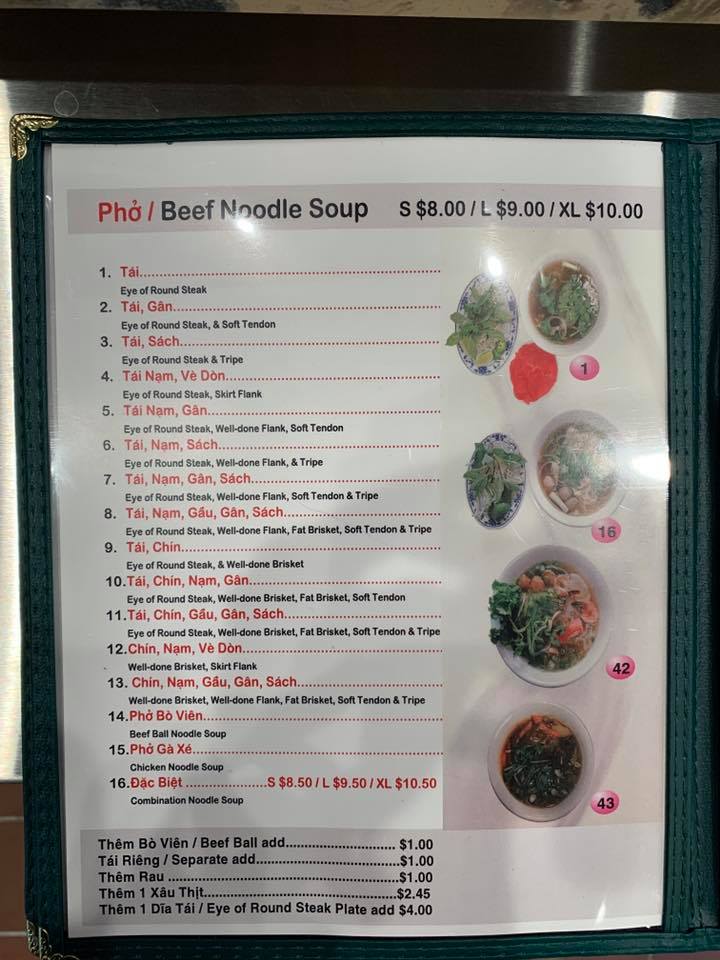 Phở / Beef Noodle Soup S $8.00 / L $9.00 / XL $10.00
1. Tái
Eye of Round Steak
2. Tái, Gân
Eye of Round Steak, & Soft Tendon
3. Tái, Sách
Eye of Round Steak & Tripe
4. Tái Nạm, Vè Dòn
Eye of Round Steak, Skirt Flank
5. Tái Nạm, Gân
Eye of Round Steak, Well-done Flank, Soft Tendon
6. Tái, Nạm, Sách
Eye of Round Steak, Well-done Flank, & Tripe
7. Tái, Nạm, Gân, Sách
Eye of Round Steak, Well-done Flank, Soft Tendon & Tripe
8. Tái, Nạm, Gẩu, Gân, Sách
Eye of Round Steak, Well-done Flank, Fat Brisket, Soft Tendon & Tripe
9. Tái, Chín
Eye of Round Steak, & Well-done Brisket
10. Tái, Chín, Nạm, Gân
Eye of Round Steak, Well-done Brisket, Fat Brisket, Soft Tendon
11. Tái, Chín, Gẩu, Gân, Sách
Eye of Round Steak, Well-done Brisket, Fat Brisket, Soft Tendon & Tripe
12. Chín, Nạm, Vè Dòn
Well-done Brisket, Skirt Flank
13. Chín, Nạm, Gẩu, Gân, Sách
Well-done Brisket, Well-done Flank, Fat Brisket, Soft Tendon & Tripe
14. Phở Bò Viên
Beef Ball Noodle Soup
15. Phở Gà Xé
Chicken Noodle Soup
16. Đặc Biệt S $8.50 / L $9.50 / XL $10.50
Combination Noodle Soup
1
16
42
43
Thêm Bò Viên / Beef Ball add $1.00
Tái Riêng / Separate add $1.00
Thêm Rau $1.00
Thêm 1 Xâu Thịt $2.45
Thêm 1 Dĩa Tái / Eye of Round Steak Plate add $4.00